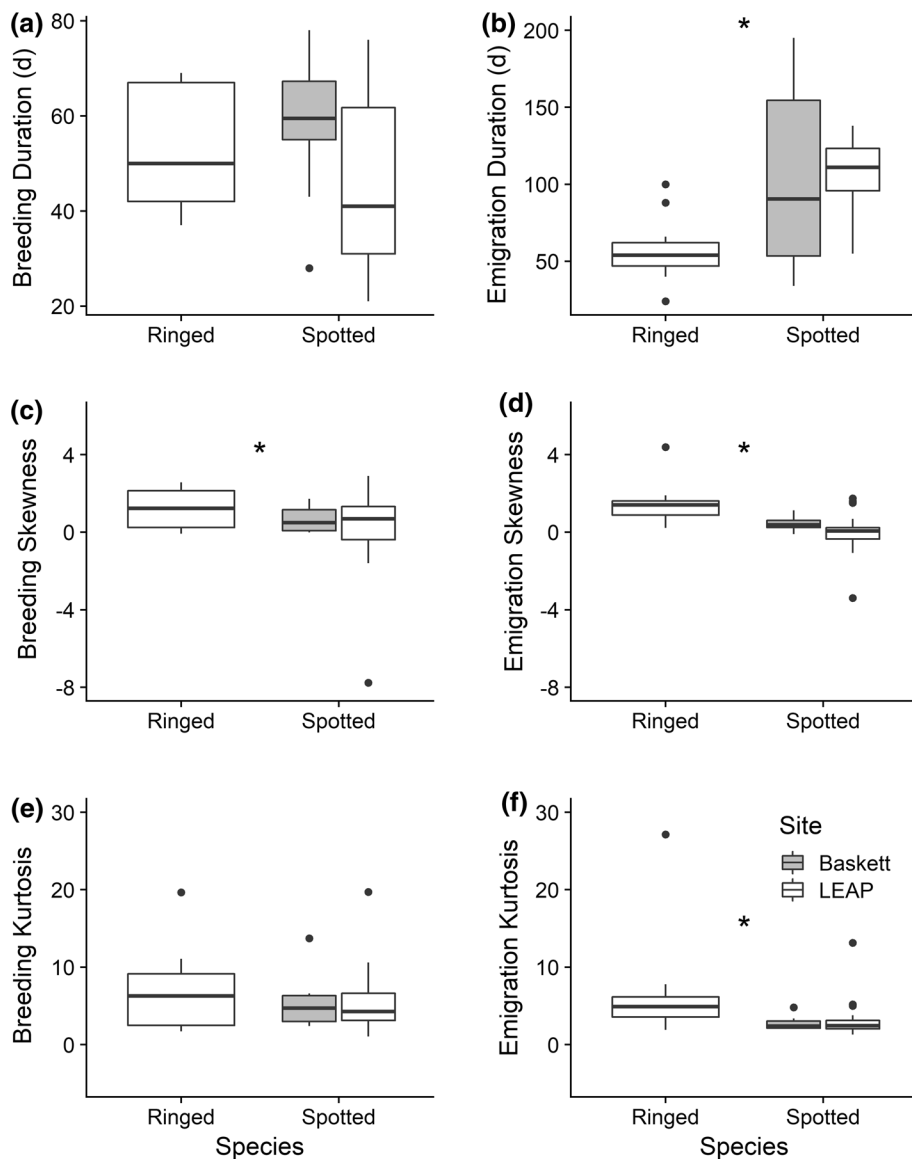 (a)
Breeding Duration (d)
80
60
40
20
Ringed
Spotted
(b)
Emigration Duration (d)
200
150
100
50
*
Ringed
Spotted
(c)
Breeding Skewness
4
0
-4
-8
*
Ringed
Spotted
(d)
Emigration Skewness
4
0
-4
-8
*
Ringed
Spotted
(e)
Breeding Kurtosis
30
20
10
0
Ringed
Spotted
Species
(f)
Emigration Kurtosis
30
20
10
0
Site
Baskett
LEAP
*
Ringed
Spotted
Species